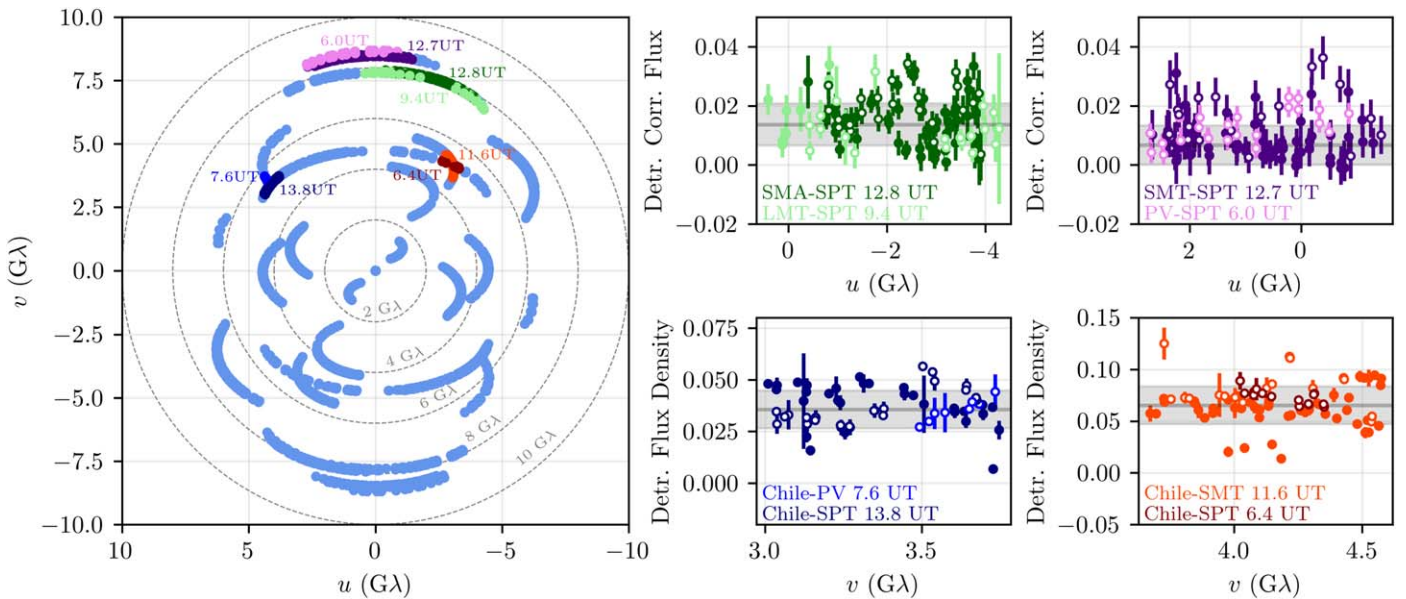 10.0
7.5
5.0
2.5
0.0
−2.5
−5.0
−7.5
−10.0
v (Gλ)
10
5
0
−5
−10
u (Gλ)
6.0UT
12.7UT
12.8UT
9.4UT
11.6UT
6.4UT
7.6UT
13.8UT
2 Gλ
4 Gλ
6 Gλ
8 Gλ
10 Gλ
Detr. Corr. Flux
0.04
0.02
0.00
−0.02
SMA-SPT 12.8 UT
LMT-SPT 9.4 UT
0
−2
−4
u (Gλ)
Detr. Corr. Flux
0.04
0.02
0.00
−0.02
SMT-SPT 12.7 UT
PV-SPT 6.0 UT
2
0
u (Gλ)
Detr. Flux Density
0.075
0.050
0.025
0.000
Chile-PV 7.6 UT
Chile-SPT 13.8 UT
3.0
3.5
v (Gλ)
Detr. Flux Density
0.15
0.10
0.05
0.00
−0.05
Chile-SMT 11.6 UT
Chile-SPT 6.4 UT
4.0
4.5
v (Gλ)